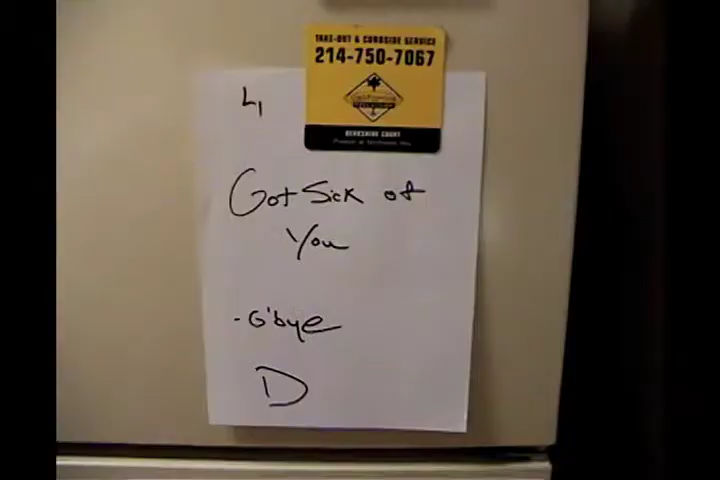 TAKE-OUT & CURBSIDE SERVICE
214-750-7067
BERKSHIRE COURT
L,
Got Sick of
You
-G'bye
D